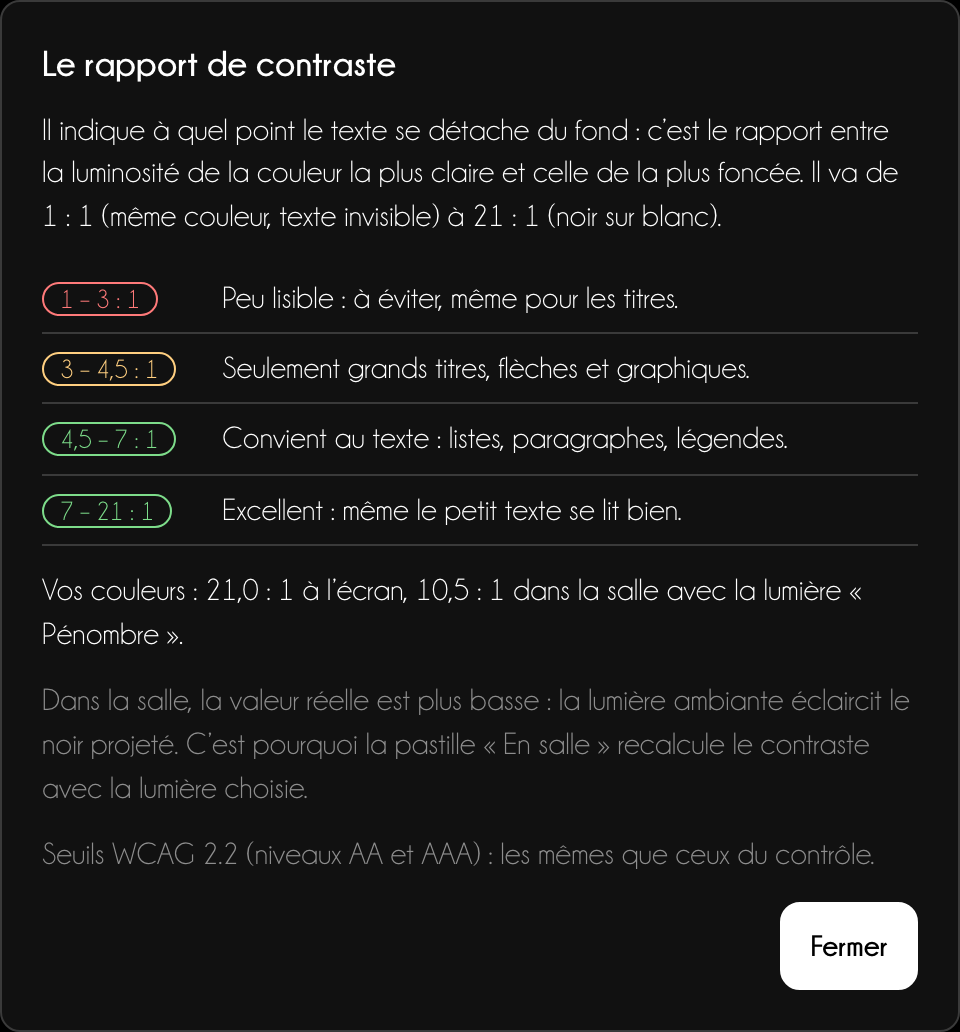 Le rapport de contraste
Il indique à quel point le texte se détache du fond : c’est le rapport entre
la luminosité de la couleur la plus claire et celle de la plus foncée. Il va de
1 : 1 (même couleur, texte invisible) à 21 : 1 (noir sur blanc).
1 – 3 : 1 Peu lisible : à éviter, même pour les titres.
3 – 4,5 : 1 Seulement grands titres, flèches et graphiques.
4,5 – 7 : 1 Convient au texte : listes, paragraphes, légendes.
7 – 21 : 1 Excellent : même le petit texte se lit bien.
Vos couleurs : 21,0 : 1 à l’écran, 10,5 : 1 dans la salle avec la lumière «
Pénombre ».
Dans la salle, la valeur réelle est plus basse : la lumière ambiante éclaircit le
noir projeté. C’est pourquoi la pastille « En salle » recalcule le contraste
avec la lumière choisie.
Seuils WCAG 2.2 (niveaux AA et AAA) : les mêmes que ceux du contrôle.
Fermer